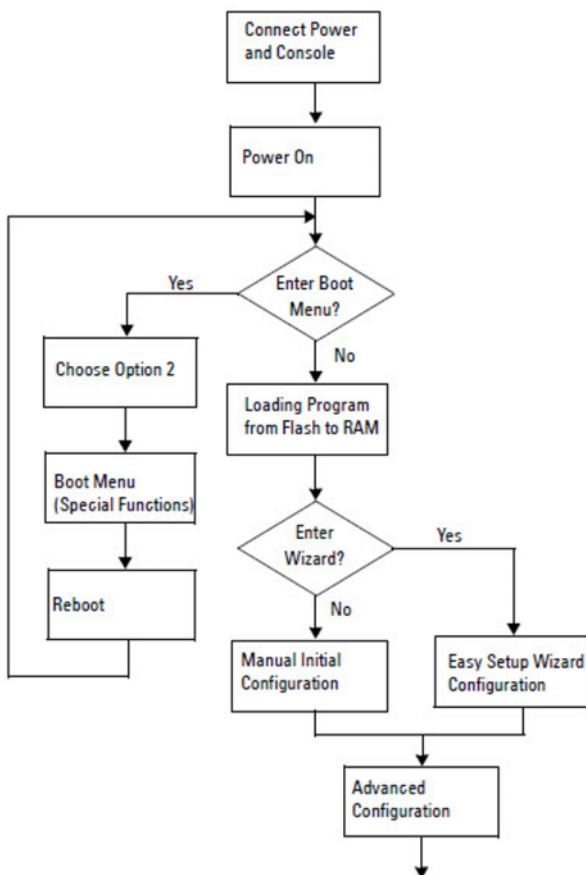 Connect Power
and Console
Power On
Enter Boot
Menu?
Yes
No
Choose Option 2
Loading Program
from Flash to RAM
Boot Menu
(Special Functions)
Enter
Wizard?
Yes
No
Reboot
Manual Initial
Configuration
Easy Setup Wizard
Configuration
Advanced
Configuration